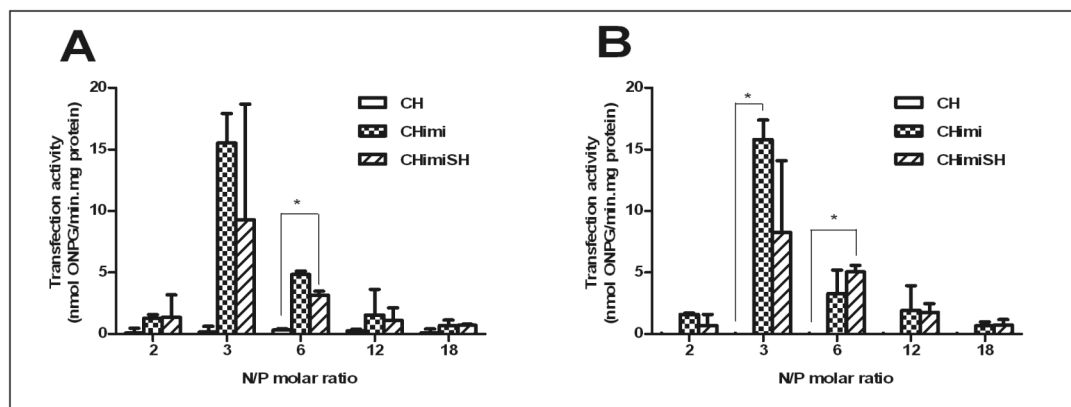 A
Transfection activity
(nmol ONPG/min.mg protein)
20
15
10
5
0
CH
CHimi
CHimiSH
*
2 3 6 12 18
N/P molar ratio
B
Transfection activity
(nmol ONPG/min.mg protein)
20
15
10
5
0
CH
CHimi
CHimiSH
*
*
2 3 6 12 18
N/P molar ratio